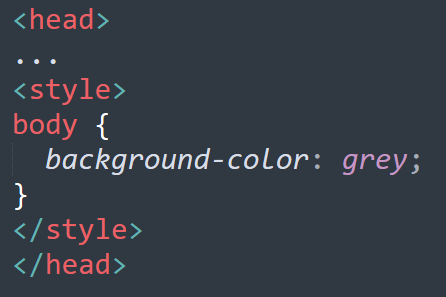 <head>
...
<style>
body {
  background-color: grey;
}
</style>
</head>